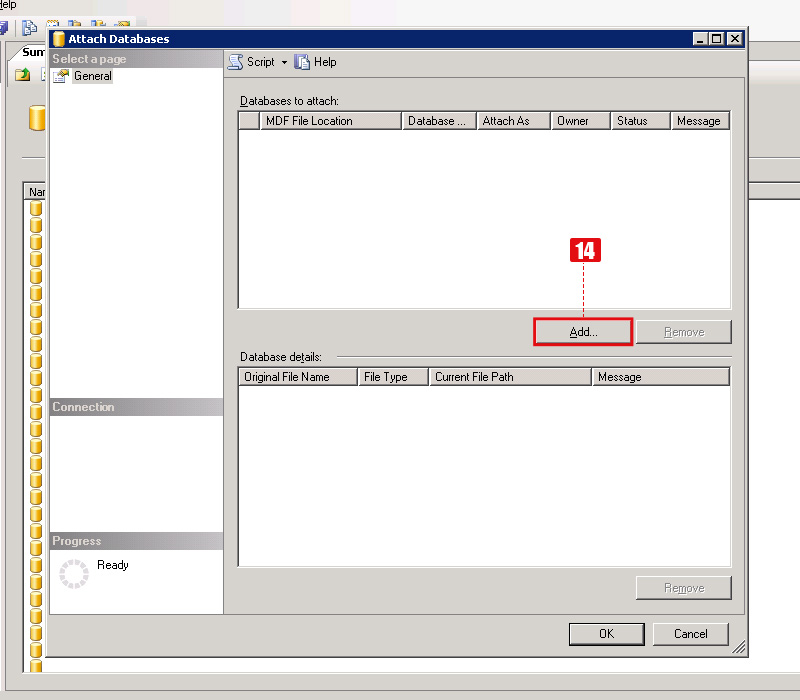 Help
Attach Databases
Sum
Select a page
General
Script
Help
Databases to attach:
MDF File Location
Database ...
Attach As
Owner
Status
Message
14
Add...
Remove
Database details:
Original File Name
File Type
Current File Path
Message
Connection
Progress
Ready
Remove
OK
Cancel
Nar